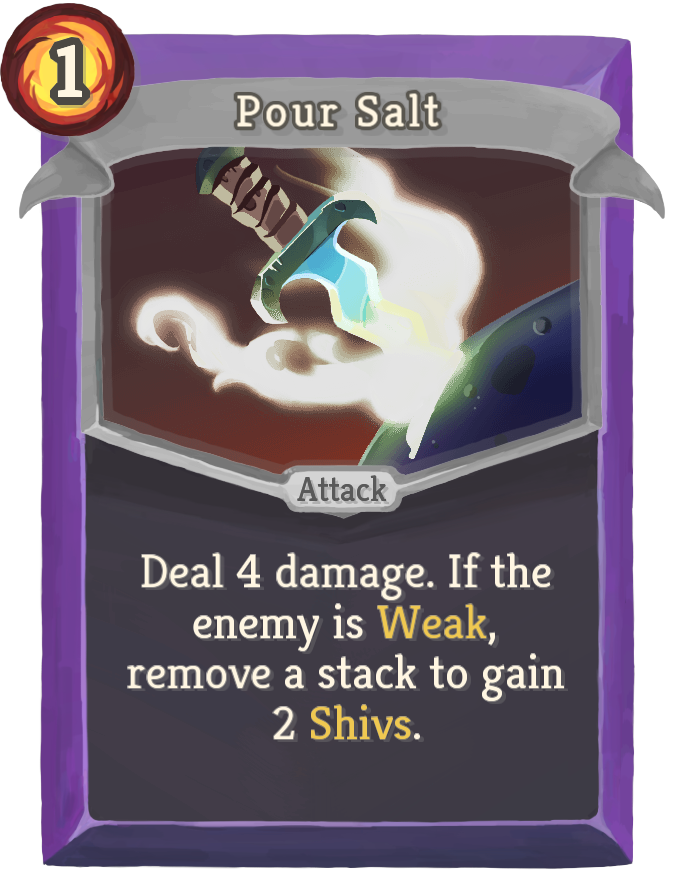 1
Pour Salt
Attack
Deal 4 damage. If the
enemy is Weak,
remove a stack to gain
2 Shivs.